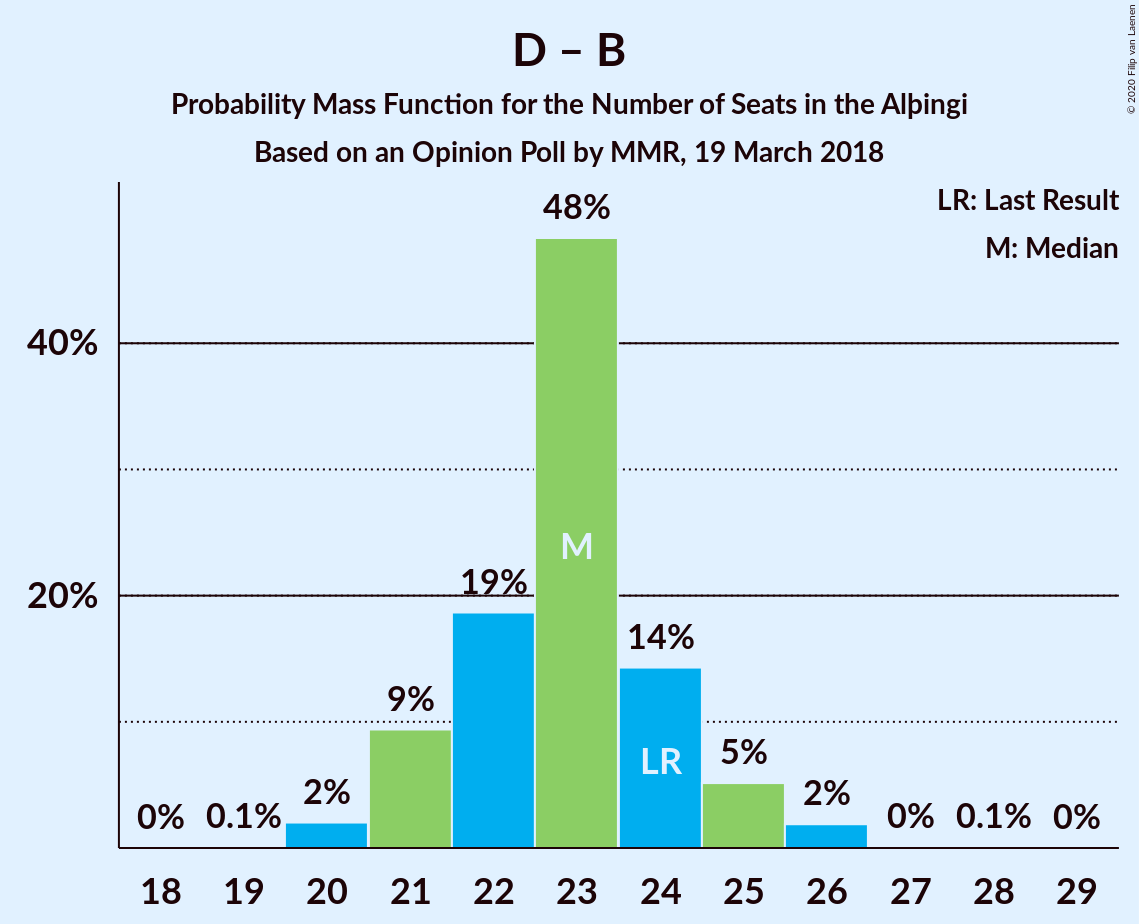 D – B
Probability Mass Function for the Number of Seats in the Alþingi
Based on an Opinion Poll by MMR, 19 March 2018
© 2020 Filip van Laenen
LR: Last Result
M: Median
48%
40%
M
19%
20%
14%
9%
LR
5%
2%
2%
0%
0.1%
0%
0.1%
0%
18 19 20 21 22 23 24 25 26 27 28 29